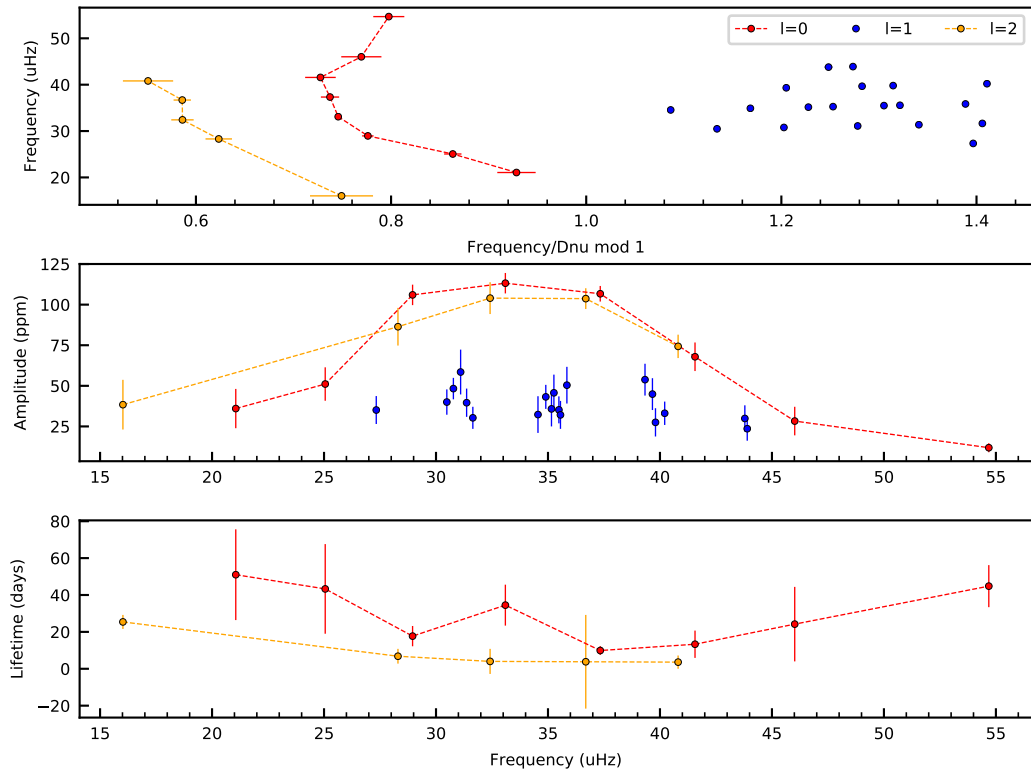 l=0 l=1 l=2
Frequency (uHz)
50
40
30
20
0.6 0.8 1.0 1.2 1.4
Frequency/Dnu mod 1
Amplitude (ppm)
125
100
75
50
25
15 20 25 30 35 40 45 50 55
Lifetime (days)
80
60
40
20
0
−20
15 20 25 30 35 40 45 50 55
Frequency (uHz)